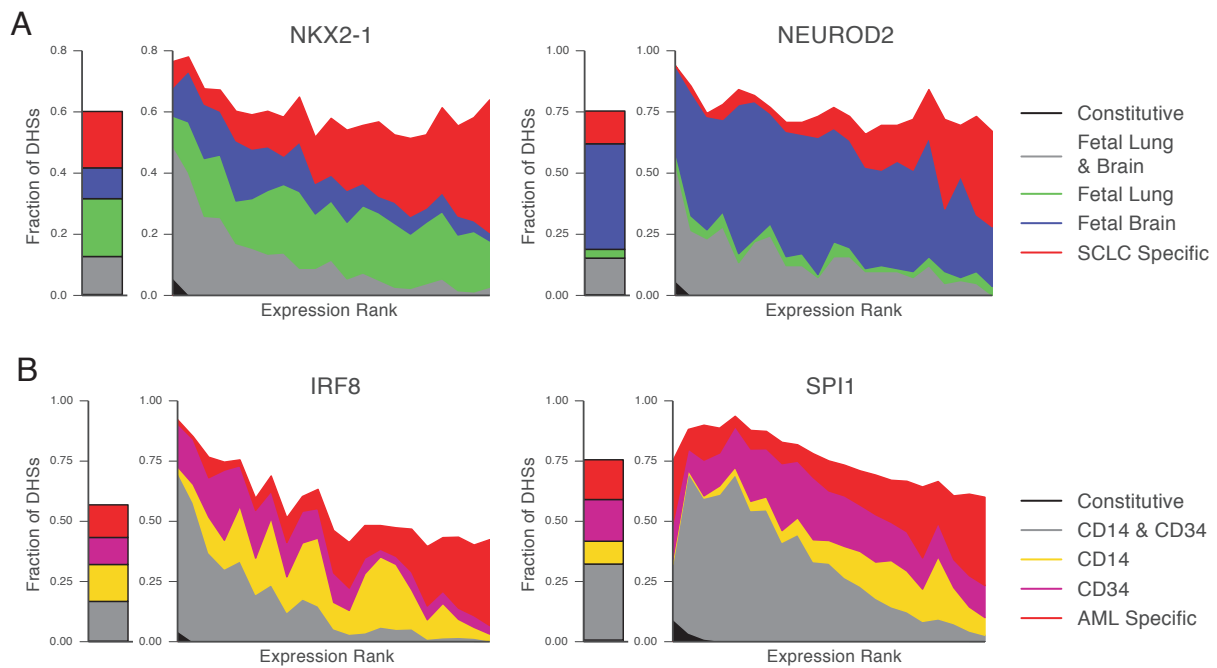 A
NKX2-1
NEUROD2
Fraction of DHSs
0.8
0.6
0.4
0.2
0.0
0.8
0.6
0.4
0.2
0.0
Expression Rank
Fraction of DHSs
1.00
0.75
0.50
0.25
0.00
1.00
0.75
0.50
0.25
0.00
Expression Rank
Constitutive
Fetal Lung
& Brain
Fetal Lung
Fetal Brain
SCLC Specific
B
IRF8
SPI1
Fraction of DHSs
1.00
0.75
0.50
0.25
0.00
1.00
0.75
0.50
0.25
0.00
Expression Rank
Fraction of DHSs
1.00
0.75
0.50
0.25
0.00
1.00
0.75
0.50
0.25
0.00
Expression Rank
Constitutive
CD14 & CD34
CD14
CD34
AML Specific